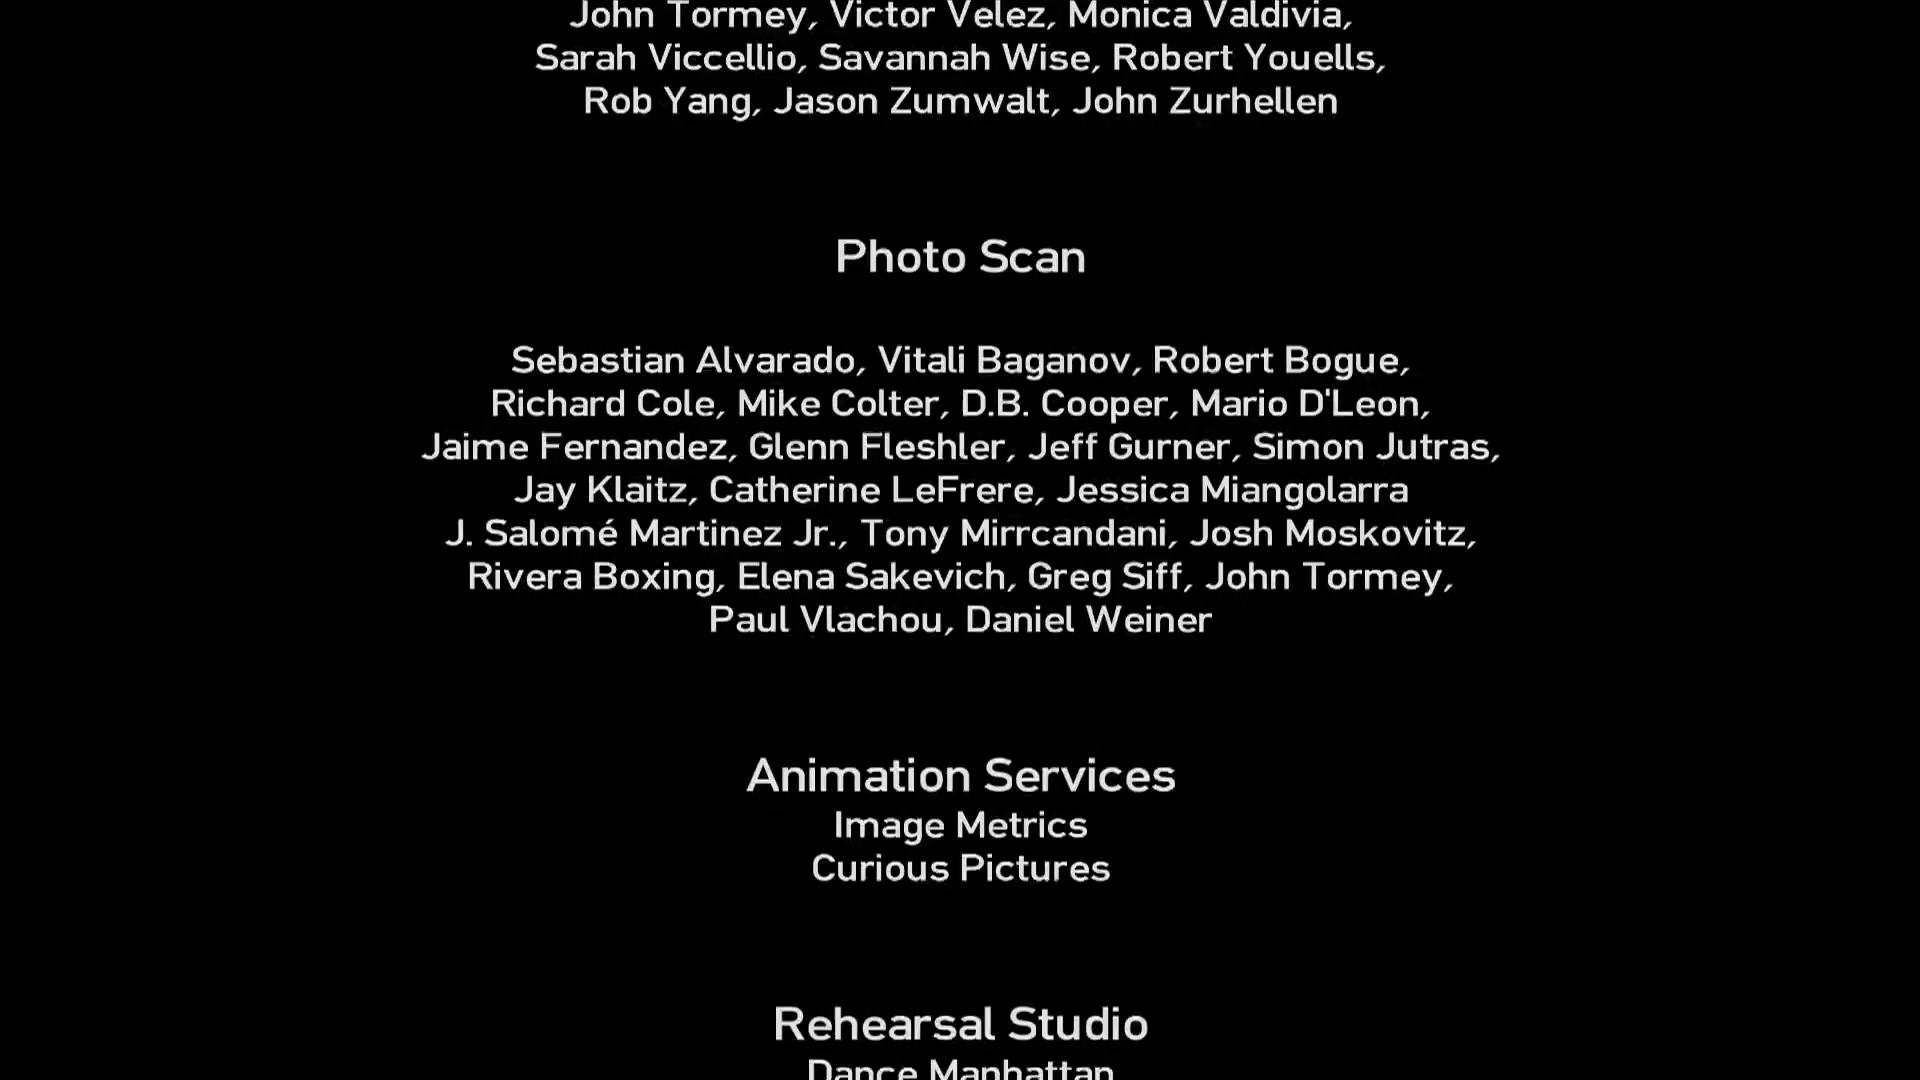 John Tormey, Victor Velez, Monica Valdivia,
Sarah Viccellio, Savannah Wise, Robert Youells,
Rob Yang, Jason Zumwalt, John Zurhellen
Photo Scan
Sebastian Alvarado, Vitali Baganov, Robert Bogue,
Richard Cole, Mike Colter, D.B. Cooper, Mario D'Leon,
Jaime Fernandez, Glenn Fleshler, Jeff Gurner, Simon Jutras,
Jay Klaitz, Catherine LeFrere, Jessica Miangolarra
J. Salomé Martinez Jr., Tony Mirrcandani, Josh Moskovitz,
Rivera Boxing, Elena Sakevich, Greg Siff, John Tormey,
Paul Vlachou, Daniel Weiner
Animation Services
Image Metrics
Curious Pictures
Rehearsal Studio
Dance Manhattan